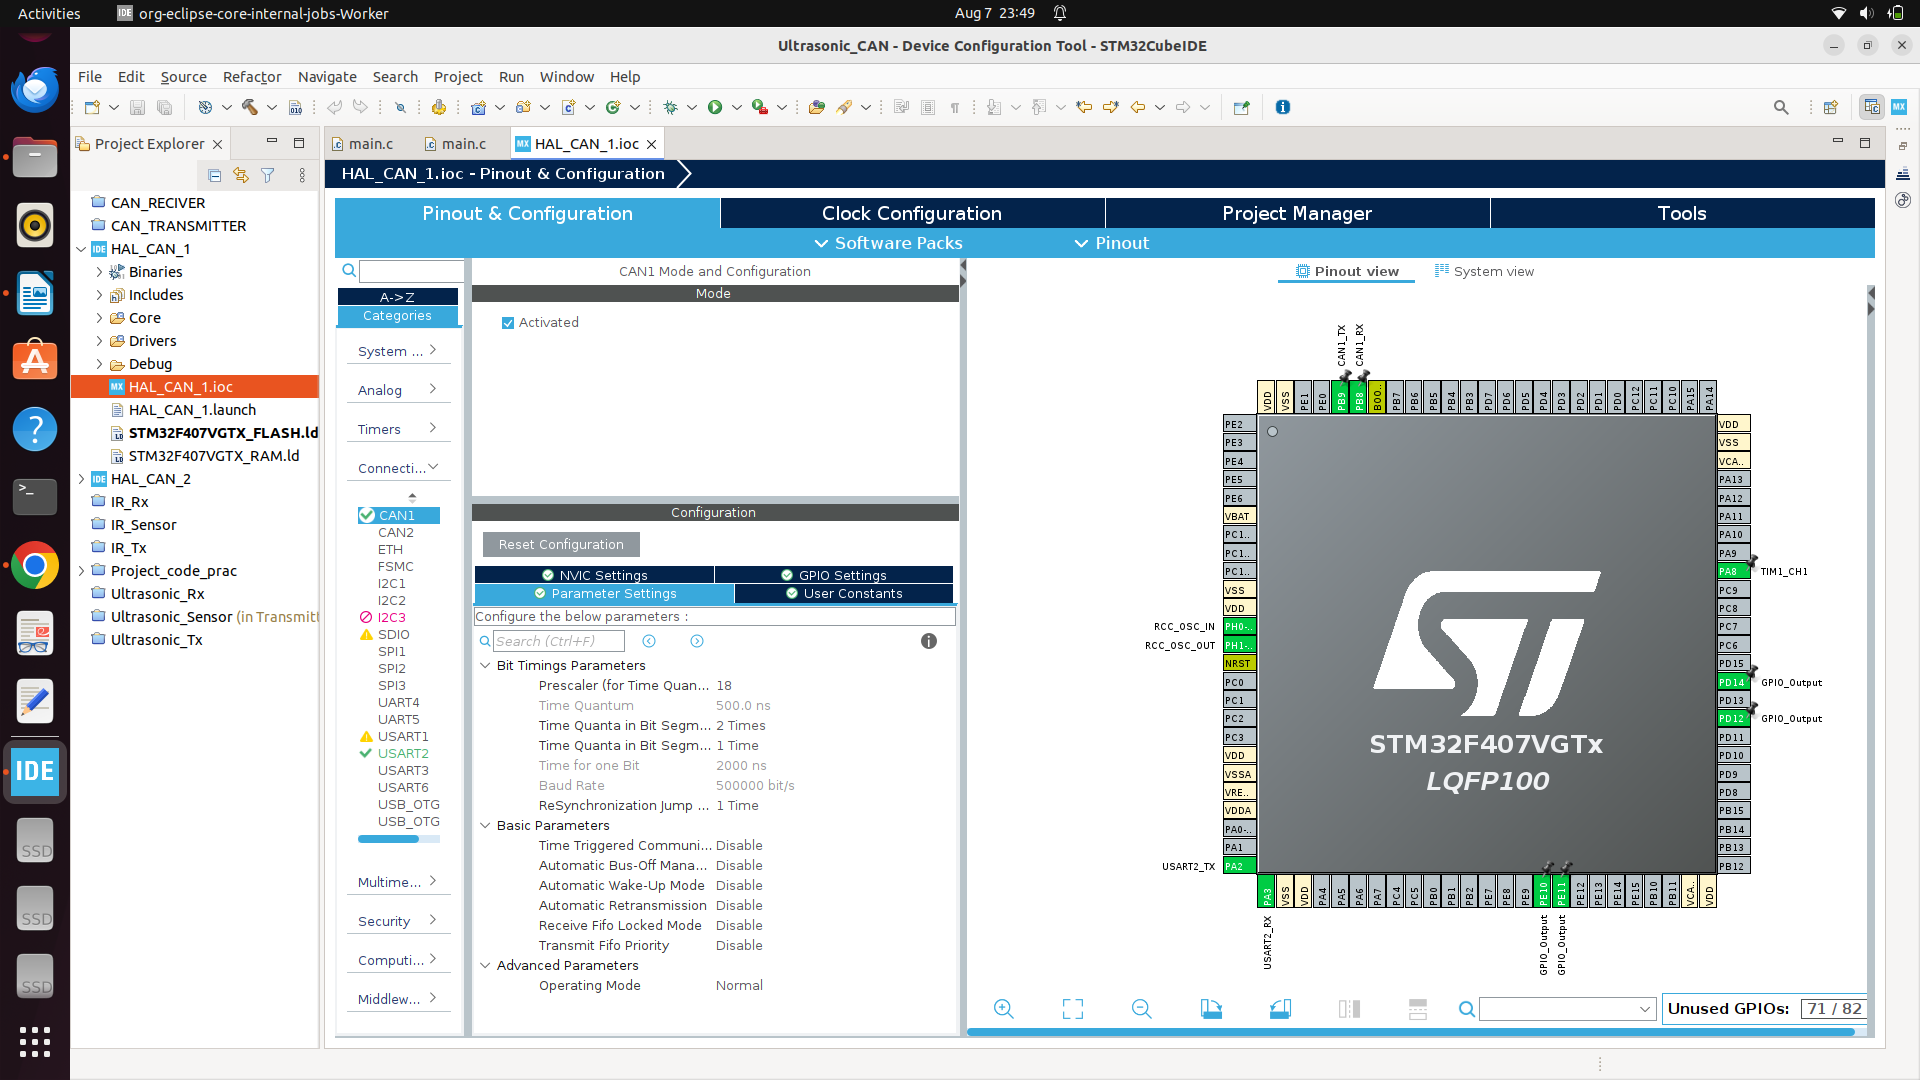 Activities
org-eclipse-core-internal-jobs-Worker
Aug 7 23:49
Ultrasonic_CAN - Device Configuration Tool - STM32CubeIDE
File Edit Source Refactor Navigate Search Project Run Window Help
Project Explorer
main.c
main.c
HAL_CAN_1.ioc
HAL_CAN_1.ioc - Pinout & Configuration
CAN_RECIVER
CAN_TRANSMITTER
HAL_CAN_1
Binaries
Includes
Core
Drivers
Debug
HAL_CAN_1.ioc
HAL_CAN_1.launch
STM32F407VGTX_FLASH.ld
STM32F407VGTX_RAM.ld
HAL_CAN_2
IR_Rx
IR_Sensor
IR_Tx
Project_code_prac
Ultrasonic_Rx
Ultrasonic_Sensor (in Transmitt
Ultrasonic_Tx
Pinout & Configuration
Clock Configuration
Project Manager
Tools
Software Packs
Pinout
A->Z
Categories
System ...
Analog
Timers
Connecti...
CAN1
CAN2
ETH
FSMC
I2C1
I2C2
I2C3
SDIO
SPI1
SPI2
SPI3
UART4
UART5
USART1
USART2
USART3
USART6
USB_OTG
USB_OTG
Multime...
Security
Computi...
Middlew...
CAN1 Mode and Configuration
Mode
Activated
Configuration
Reset Configuration
NVIC Settings
GPIO Settings
Parameter Settings
User Constants
Configure the below parameters :
Search (Ctrl+F)
Bit Timings Parameters
Prescaler (for Time Quan... 18
Time Quantum 500.0 ns
Time Quanta in Bit Segm... 2 Times
Time Quanta in Bit Segm... 1 Time
Time for one Bit 2000 ns
Baud Rate 500000 bit/s
ReSynchronization Jump ... 1 Time
Basic Parameters
Time Triggered Communi... Disable
Automatic Bus-Off Mana... Disable
Automatic Wake-Up Mode Disable
Automatic Retransmission Disable
Receive Fifo Locked Mode Disable
Transmit Fifo Priority Disable
Advanced Parameters
Operating Mode Normal
Pinout view
System view
CAN1_TX
CAN1_RX
VDD VSS PE1 PE0 PB9 PB8 BOO.. PB7 PB6 PB5 PB4 PB3 PD7 PD6 PD5 PD4 PD3 PD2 PD1 PD0 PC12 PC11 PC10 PA15 PA14
PE2
PE3
PE4
PE5
PE6
VBAT
PC1..
PC1..
PC1..
VSS
VDD
RCC_OSC_IN PH0-..
RCC_OSC_OUT PH1-..
NRST
PC0
PC1
PC2
PC3
VDD
VSSA
VRE..
VDDA
PA0-..
PA1
USART2_TX PA2
STM32F407VGTx
LQFP100
VDD
VSS
VCA..
PA13
PA12
PA11
PA10
PA9
PA8 TIM1_CH1
PC9
PC8
PC7
PC6
PD15
PD14 GPIO_Output
PD13
PD12 GPIO_Output
PD11
PD10
PD9
PD8
PB15
PB14
PB13
PB12
PA3 VSS VDD PA4 PA5 PA6 PA7 PC4 PC5 PB0 PB1 PB2 PE7 PE8 PE9 PE10 PE11 PE12 PE13 PE14 PE15 PB10 PB11 VCA.. VDD
USART2_RX
GPIO_Output
GPIO_Output
Unused GPIOs: 71 / 82
IDE
SSD
SSD
SSD